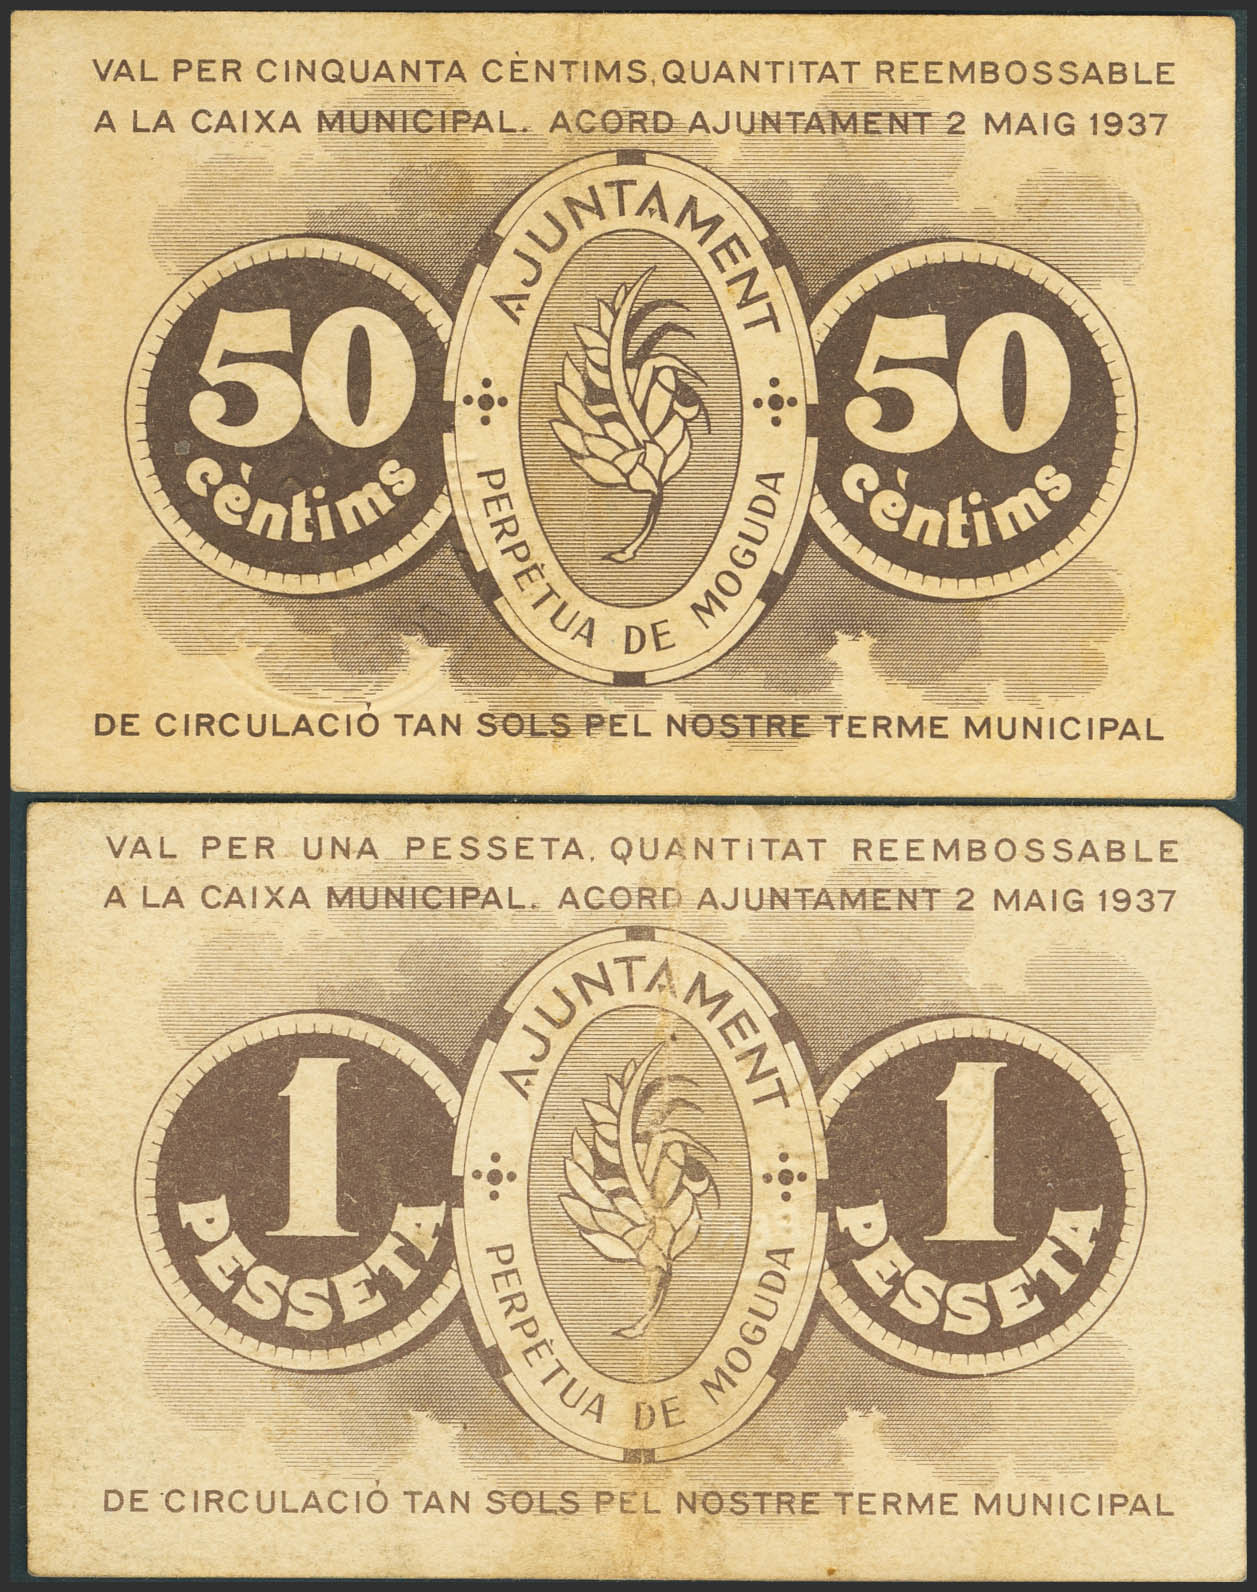 VAL PER CINQUANTA CÈNTIMS, QUANTITAT REEMBOSSABLE
A LA CAIXA MUNICIPAL. ACORD AJUNTAMENT 2 MAIG 1937
AJUNTAMENT
50
cèntims
50
cèntims
PERPÈTUA DE MOGUDA
DE CIRCULACIÓ TAN SOLS PEL NOSTRE TERME MUNICIPAL
VAL PER UNA PESSETA. QUANTITAT REEMBOSSABLE
A LA CAIXA MUNICIPAL. ACORD AJUNTAMENT 2 MAIG 1937
AJUNTAMENT
1
PESSETA
1
PESSETA
PERPÈTUA DE MOGUDA
DE CIRCULACIÓ TAN SOLS PEL NOSTRE TERME MUNICIPAL